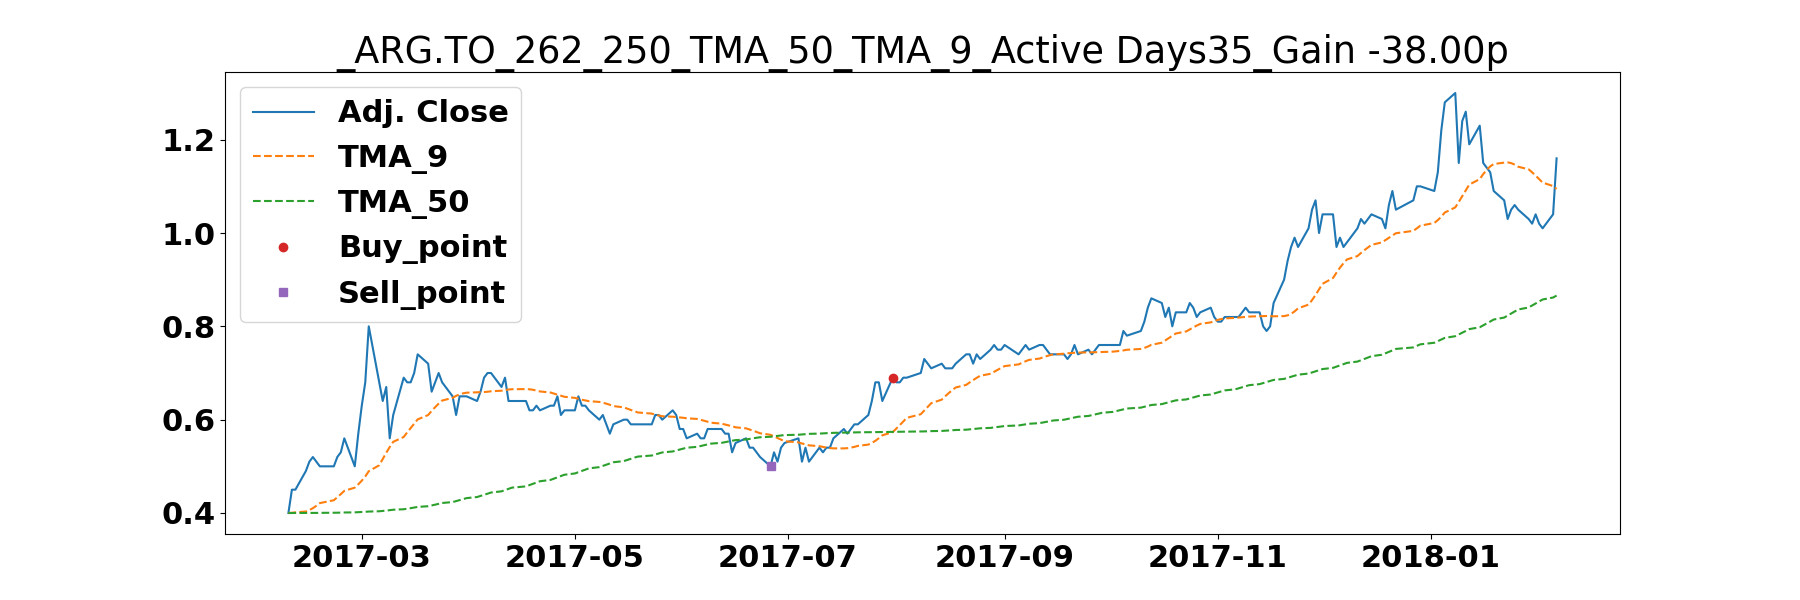 _ARG.TO_262_250_TMA_50_TMA_9_Active Days35_Gain -38.00p
Adj. Close
TMA_9
TMA_50
Buy_point
Sell_point
1.2
1.0
0.8
0.6
0.4
2017-03 2017-05 2017-07 2017-09 2017-11 2018-01